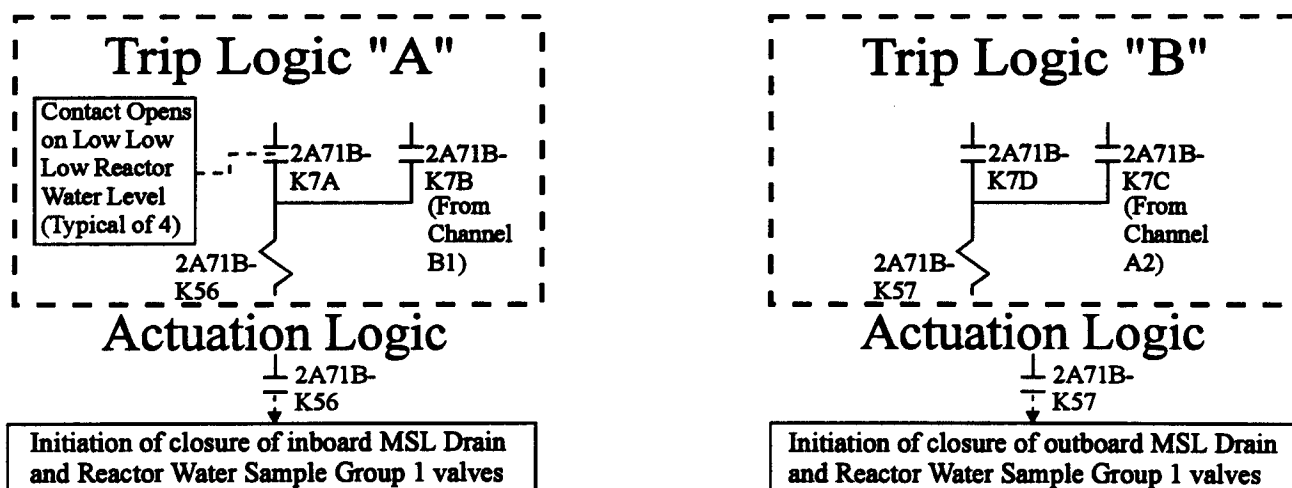 Trip Logic "A"
Contact Opens
on Low Low
Low Reactor
Water Level
(Typical of 4)
2A71B-
K7A
2A71B-
K7B
(From
Channel
B1)
2A71B-
K56
Actuation Logic
2A71B-
K56
Initiation of closure of inboard MSL Drain
and Reactor Water Sample Group 1 valves
Trip Logic "B"
2A71B-
K7D
2A71B-
K7C
(From
Channel
A2)
2A71B-
K57
Actuation Logic
2A71B-
K57
Initiation of closure of outboard MSL Drain
and Reactor Water Sample Group 1 valves